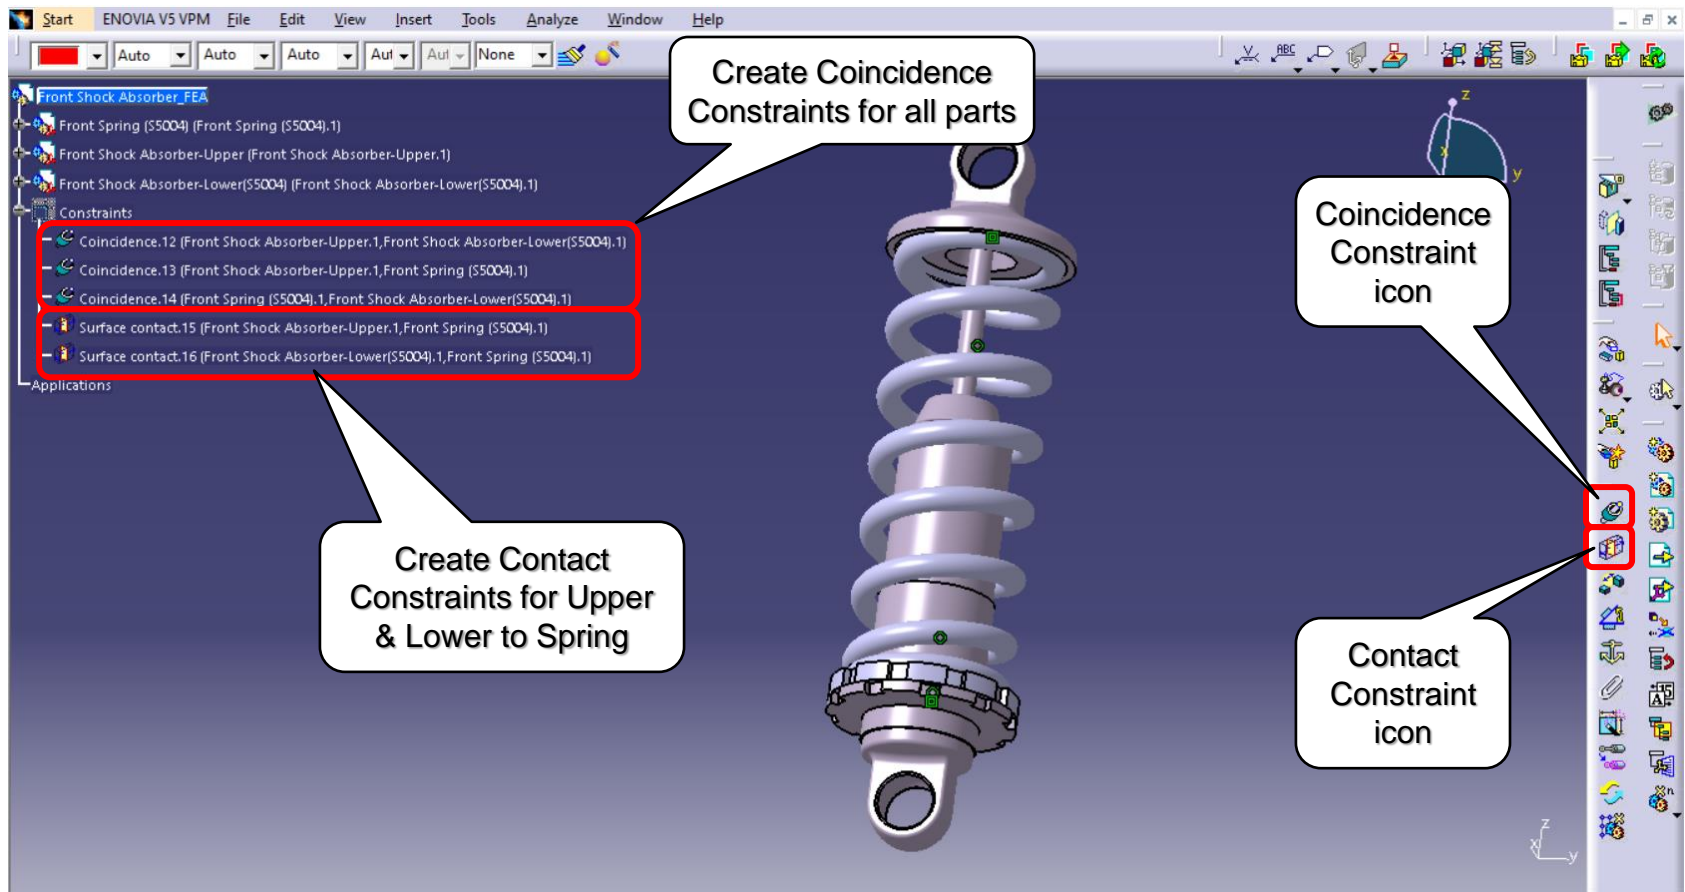 Start ENOVIA V5 VPM File Edit View Insert Tools Analyze Window Help
Auto Auto Auto Aut Aut None
ABC
Front Shock Absorber_FEA
Front Spring (S5004) (Front Spring (S5004).1)
Front Shock Absorber-Upper (Front Shock Absorber-Upper.1)
Front Shock Absorber-Lower(S5004) (Front Shock Absorber-Lower(S5004).1)
Constraints
Coincidence.12 (Front Shock Absorber-Upper.1,Front Shock Absorber-Lower(S5004).1)
Coincidence.13 (Front Shock Absorber-Upper.1,Front Spring (S5004).1)
Coincidence.14 (Front Spring (S5004).1,Front Shock Absorber-Lower(S5004).1)
Surface contact.15 (Front Shock Absorber-Upper.1,Front Spring (S5004).1)
Surface contact.16 (Front Shock Absorber-Lower(S5004).1,Front Spring (S5004).1)
Applications
Create Coincidence
Constraints for all parts
Create Contact
Constraints for Upper
& Lower to Spring
z
x
y
Coincidence
Constraint
icon
Contact
Constraint
icon
z
x
y